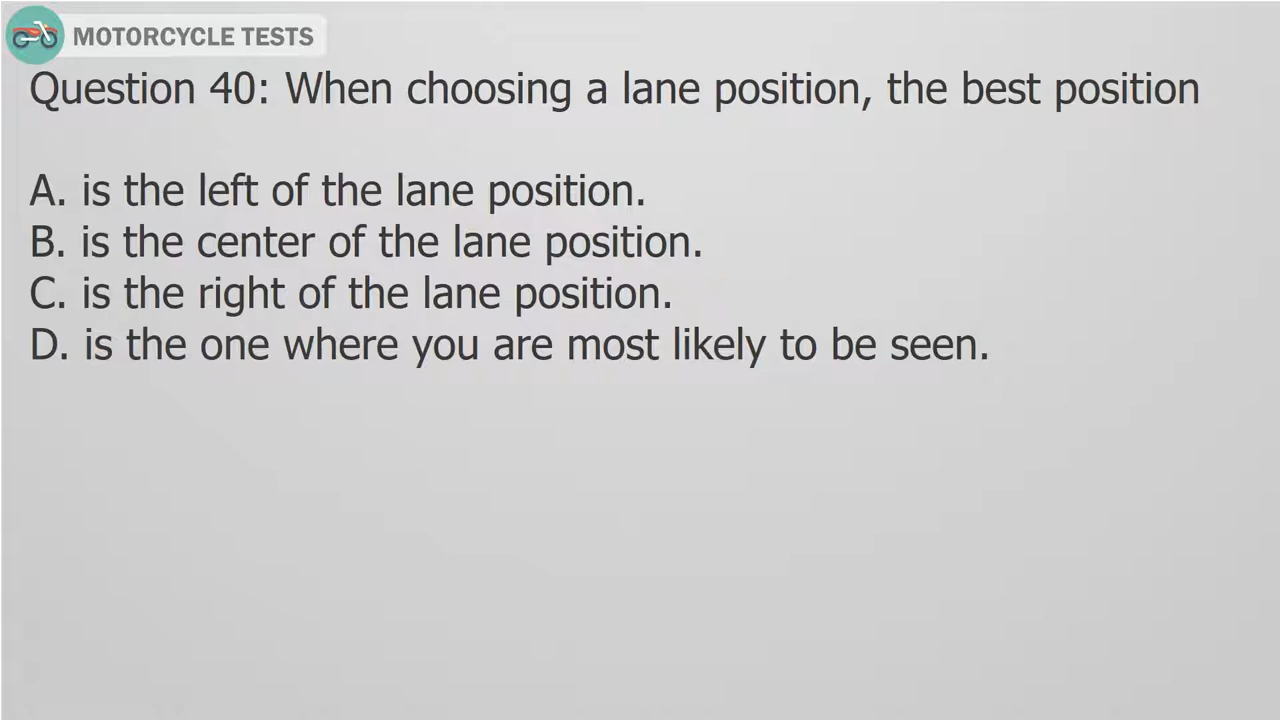 MOTORCYCLE TESTS
Question 40: When choosing a lane position, the best position
A. is the left of the lane position.
B. is the center of the lane position.
C. is the right of the lane position.
D. is the one where you are most likely to be seen.